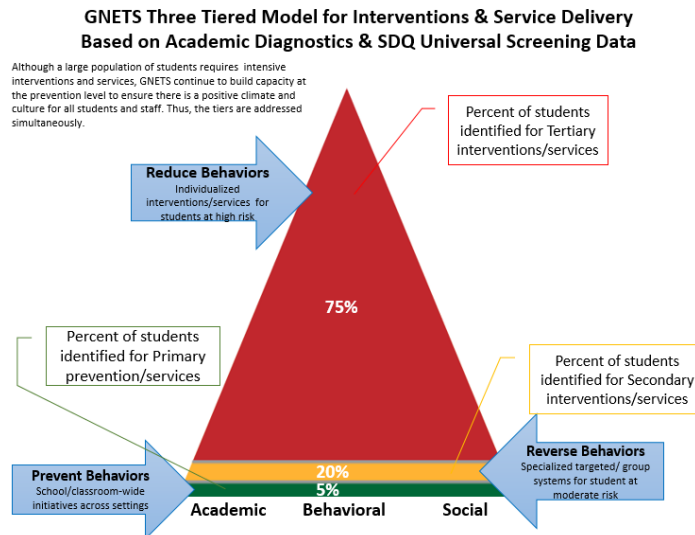 GNETS Three Tiered Model for Interventions & Service Delivery
Based on Academic Diagnostics & SDQ Universal Screening Data
Although a large population of students requires intensive
interventions and services, GNETS continue to build capacity at
the prevention level to ensure there is a positive climate and
culture for all students and staff. Thus, the tiers are addressed
simultaneously.
Percent of students
identified for Tertiary
interventions/services
Reduce Behaviors
Individualized
interventions/services for
students at high risk
75%
Percent of students
identified for Primary
prevention/services
Percent of students
identified for Secondary
interventions/services
Reverse Behaviors
Specialized targeted/ group
systems for student at
moderate risk
Prevent Behaviors
School/classroom-wide
initiatives across settings
20%
5%
Academic Behavioral Social